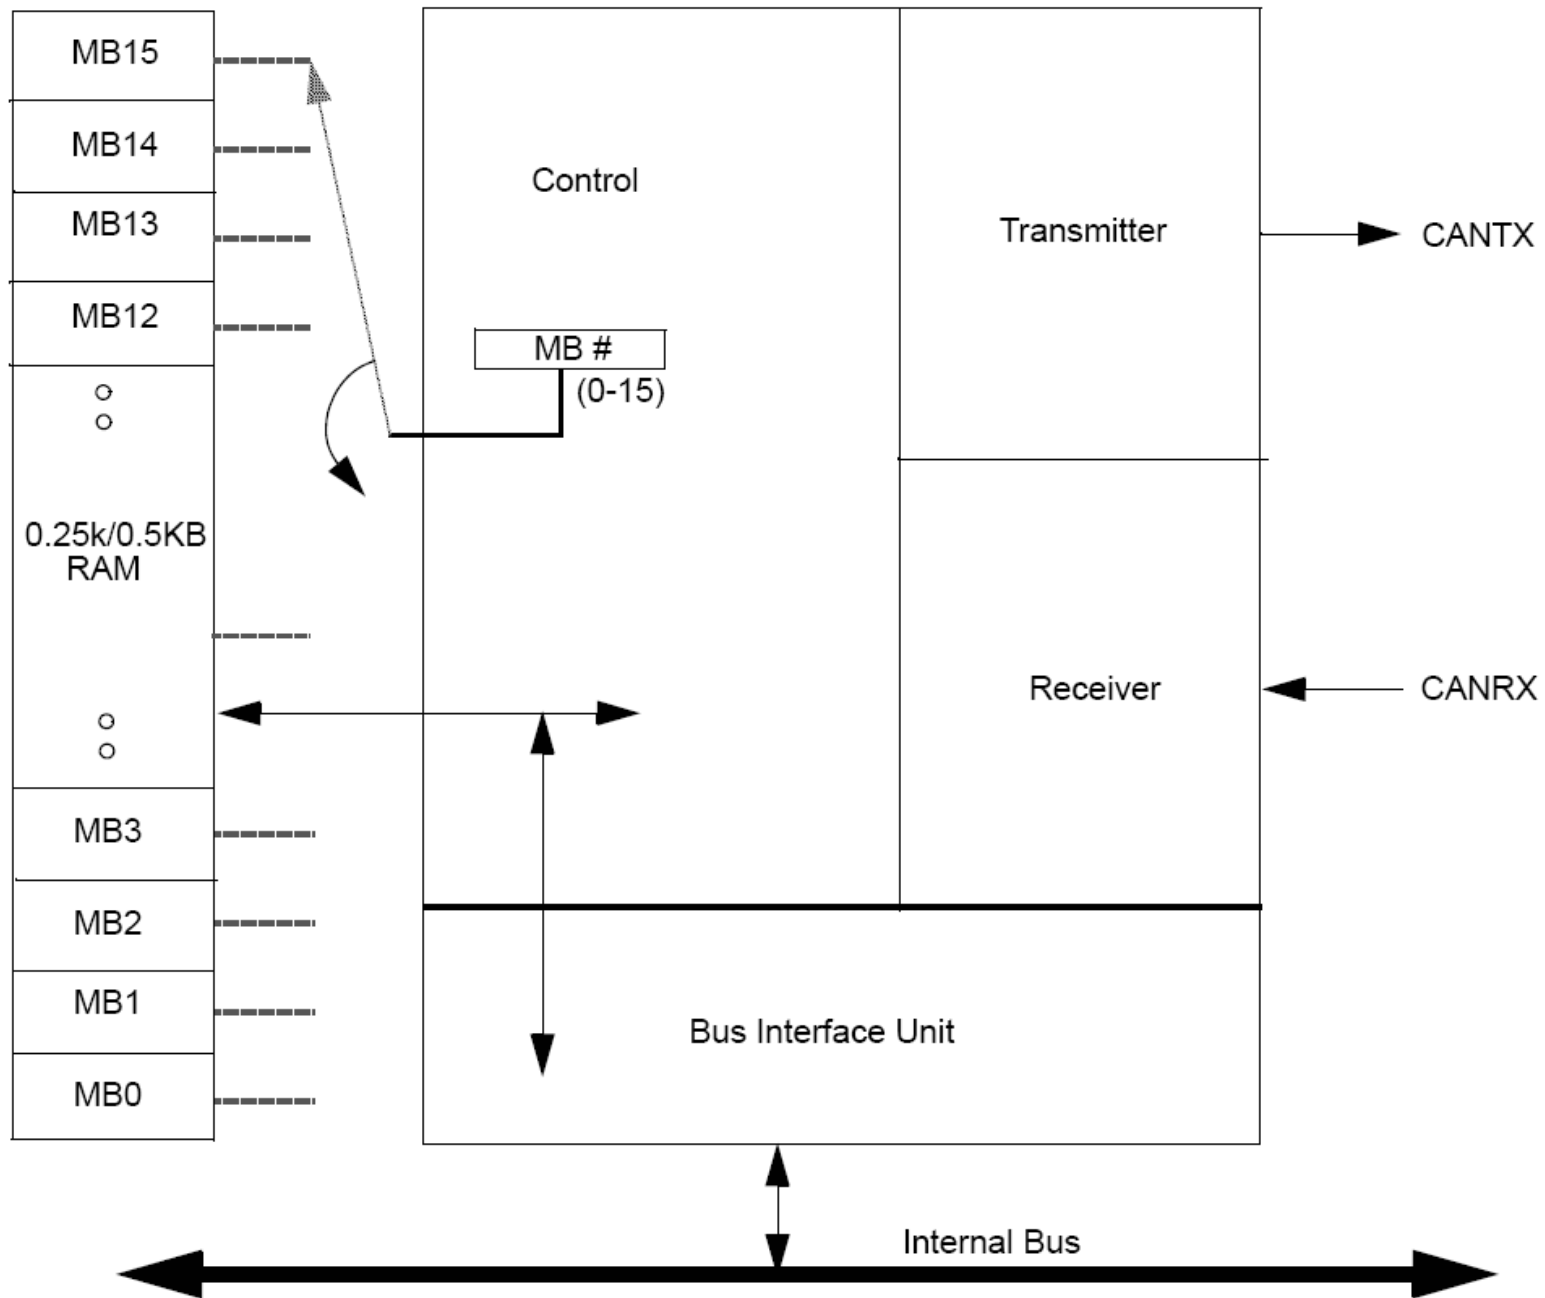 MB15
MB14
MB13
MB12
0.25k/0.5KB
RAM
MB3
MB2
MB1
MB0
Control
MB #
(0-15)
Transmitter
CANTX
Receiver
CANRX
Bus Interface Unit
Internal Bus